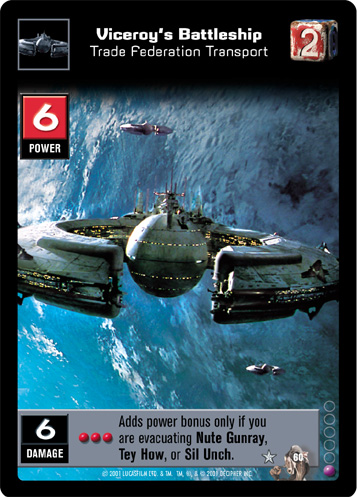 Viceroy's Battleship
Trade Federation Transport
2
6
POWER
6
DAMAGE
Adds power bonus only if you
are evacuating Nute Gunray,
Tey How, or Sil Unch.
60
© 2001 LUCASFILM LTD. & TM. TM, ®, & © 2001 DECIPHER INC.